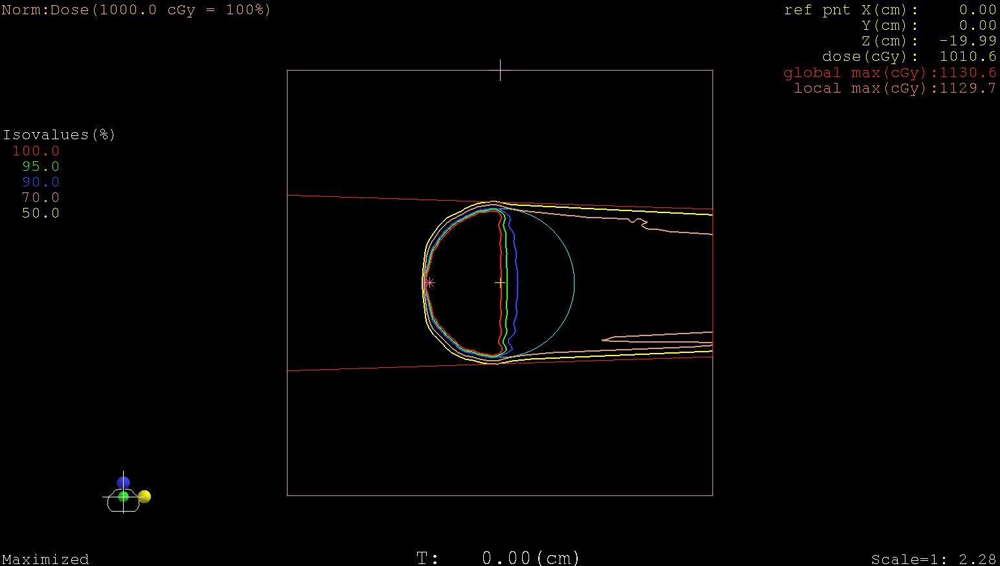 Norm:Dose(1000.0 cGy = 100%)
ref pnt X(cm): 0.00
Y(cm): 0.00
Z(cm): -19.99
dose(cGy): 1010.6
global max(cGy):1130.6
local max(cGy):1129.7
Isovalues(%)
100.0
95.0
90.0
70.0
50.0
Maximized
T: 0.00(cm)
Scale=1: 2.28